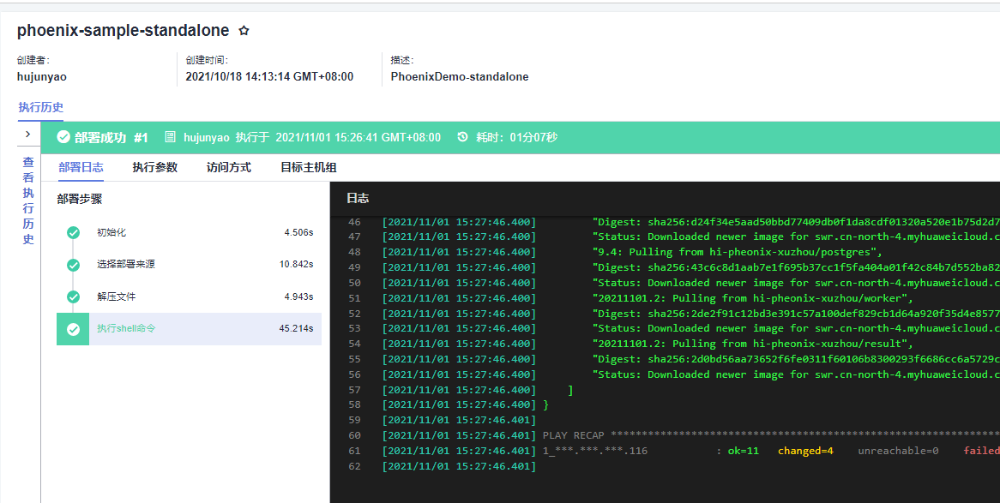 phoenix-sample-standalone
创建者: 创建时间: 描述:
hujunyao 2021/10/18 14:13:14 GMT+08:00 PhoenixDemo-standalone
执行历史
部署成功 #1 hujunyao 执行于 2021/11/01 15:26:41 GMT+08:00 耗时: 01分07秒
查看执行历史
部署日志 执行参数 访问方式 目标主机组
部署步骤
初始化 4.506s
选择部署来源 10.842s
解压文件 4.943s
执行shell命令 45.214s
日志
46 [2021/11/01 15:27:46.400] "Digest: sha256:d24f34e5aad50bbd77409db0f1da8cdf01320a520e1b75d2d7
47 [2021/11/01 15:27:46.400] "Status: Downloaded newer image for swr.cn-north-4.myhuaweicloud.c
48 [2021/11/01 15:27:46.400] "9.4: Pulling from hi-pheonix-xuzhou/postgres",
49 [2021/11/01 15:27:46.400] "Digest: sha256:43c6c8d1aab7e1f695b37cc1f5fa404a01f42c84b7d552ba82
50 [2021/11/01 15:27:46.400] "Status: Downloaded newer image for swr.cn-north-4.myhuaweicloud.c
51 [2021/11/01 15:27:46.400] "20211101.2: Pulling from hi-pheonix-xuzhou/worker",
52 [2021/11/01 15:27:46.400] "Digest: sha256:2de2f91c12bd3e391c57a100def829cb1d64a920f35d4e8577
53 [2021/11/01 15:27:46.400] "Status: Downloaded newer image for swr.cn-north-4.myhuaweicloud.c
54 [2021/11/01 15:27:46.400] "20211101.2: Pulling from hi-pheonix-xuzhou/result",
55 [2021/11/01 15:27:46.400] "Digest: sha256:2d0bd56aa73652f6fe0311f60106b8300293f6686cc6a5729c
56 [2021/11/01 15:27:46.400] "Status: Downloaded newer image for swr.cn-north-4.myhuaweicloud.c
57 [2021/11/01 15:27:46.400] ]
58 [2021/11/01 15:27:46.400] }
59 [2021/11/01 15:27:46.401]
60 [2021/11/01 15:27:46.401] PLAY RECAP ***************************************************************
61 [2021/11/01 15:27:46.401] 1_***.***.***.116 : ok=11 changed=4 unreachable=0 failed
62 [2021/11/01 15:27:46.401]